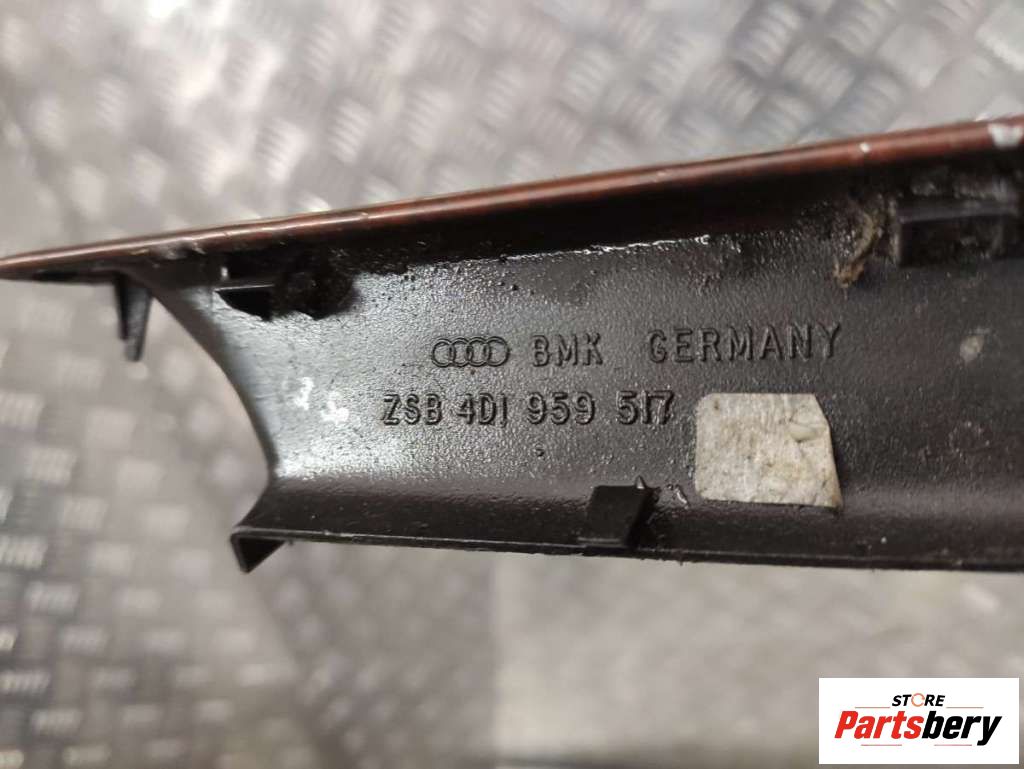 BMK GERMANY
ZSB 4D1 959 517
STORE
Partsbery